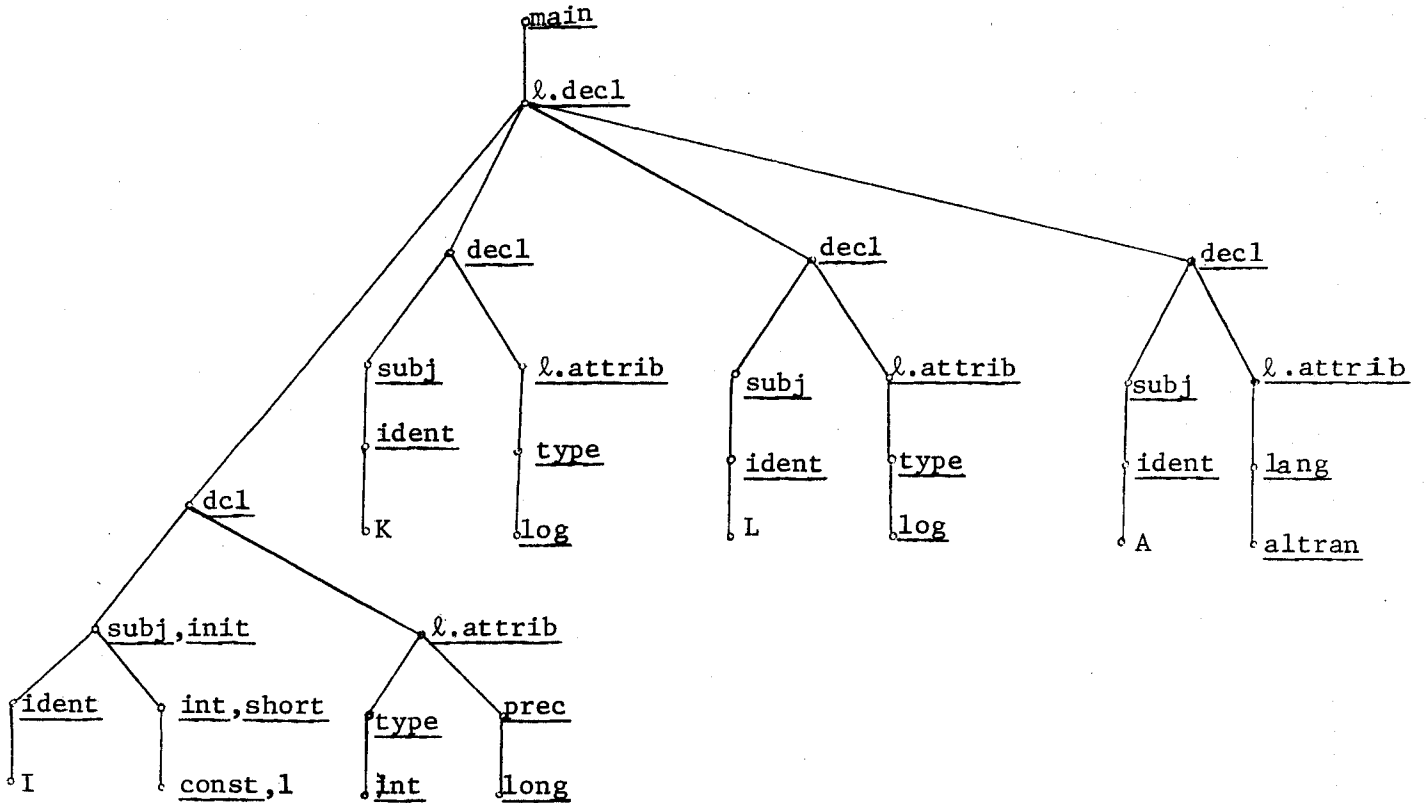 main
ℓ.decl
decl
decl
decl
subj
ℓ.attrib
subj
ℓ.attrib
subj
ℓ.attrib
ident
type
ident
type
ident
lang
dcl
K
log
L
log
A
altran
subj,init
ℓ.attrib
ident
int,short
type
prec
I
const,1
int
long